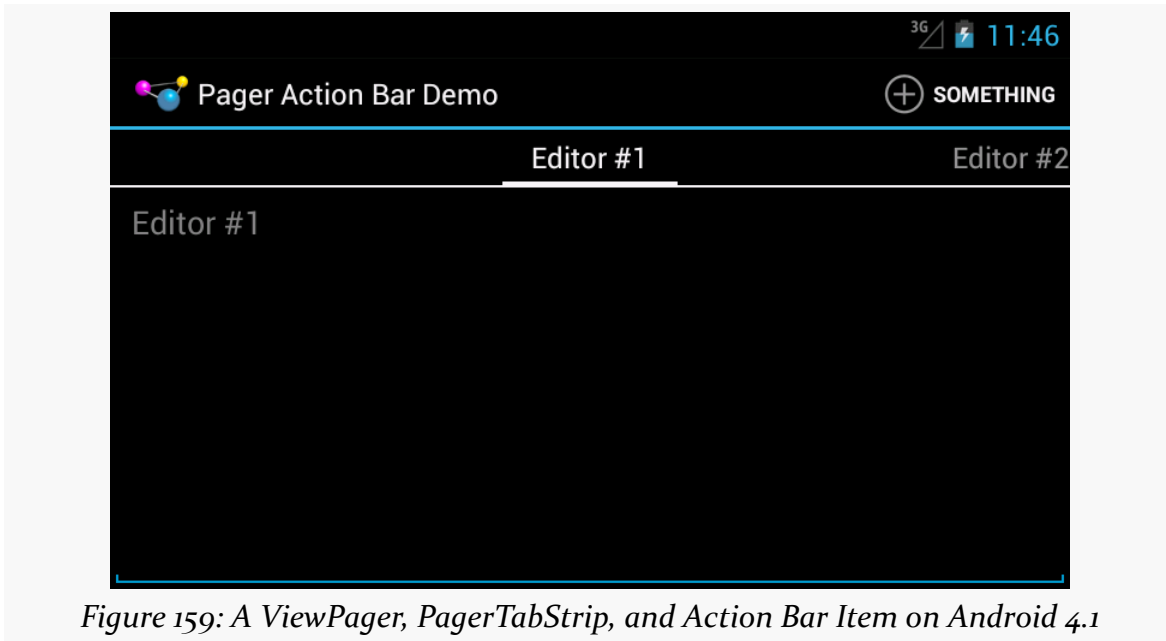 3G 11:46
Pager Action Bar Demo SOMETHING
Editor #1 Editor #2
Editor #1
Figure 159: A ViewPager, PagerTabStrip, and Action Bar Item on Android 4.1